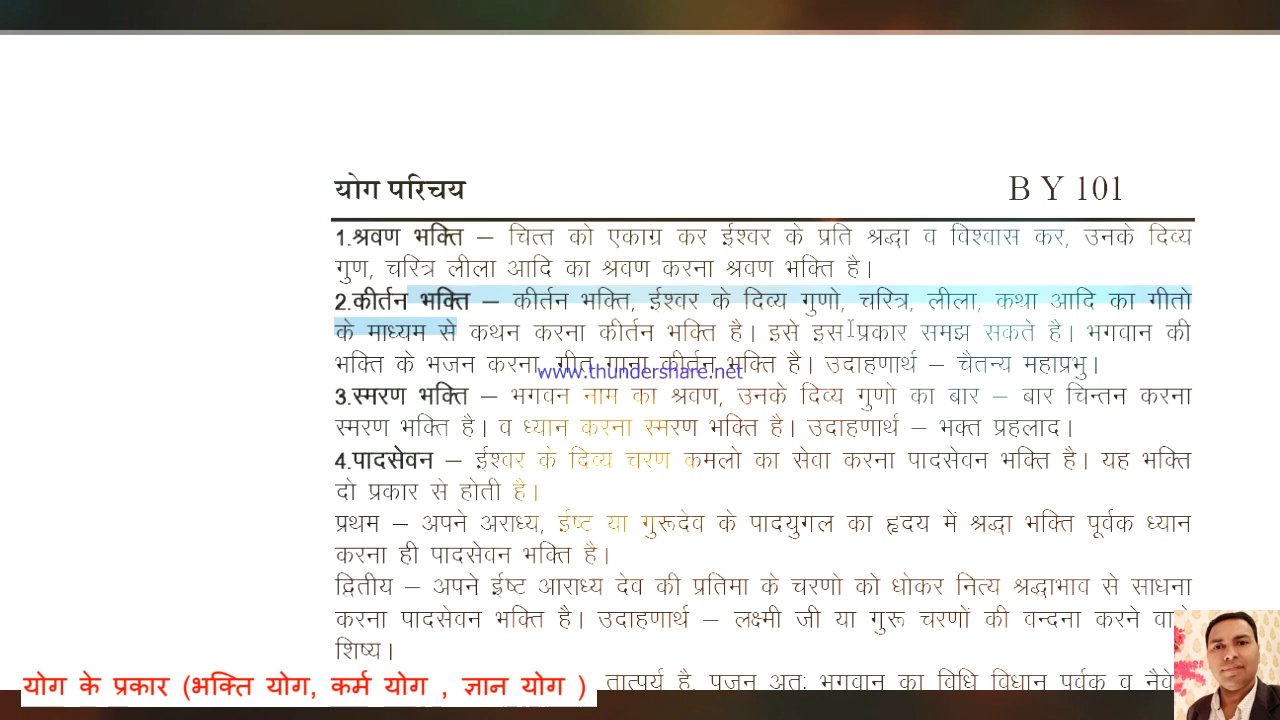 योग परिचय B Y 101
1.श्रवण भक्ति – चित्त को एकाग्र कर ईश्वर के प्रति श्रद्धा व विश्वास कर, उनके दिव्य
गुण, चरित्र लीला आदि का श्रवण करना श्रवण भक्ति है।
2.कीर्तन भक्ति – कीर्तन भक्ति, ईश्वर के दिव्य गुणो, चरित्र, लीला, कथा आदि का गीतो
के माध्यम से कथन करना कीर्तन भक्ति है। इसे इस प्रकार समझ सकते है। भगवान की
भक्ति के भजन करना, गीत गाना कीर्तन भक्ति है। उदाहणार्थ – चैतन्य महाप्रभु।
www.thundershare.net
3.स्मरण भक्ति – भगवन नाम का श्रवण, उनके दिव्य गुणो का बार – बार चिन्तन करना
स्मरण भक्ति है। व ध्यान करना स्मरण भक्ति है। उदाहणार्थ – भक्त प्रहलाद।
4.पादसेवन – ईश्वर के दिव्य चरण कमलो का सेवा करना पादसेवन भक्ति है। यह भक्ति
दो प्रकार से होती है।
प्रथम – अपने अराध्य, ईष्ट या गुरूदेव के पादयुगल का हृदय में श्रद्धा भक्ति पूर्वक ध्यान
करना ही पादसेवन भक्ति है।
द्वितीय – अपने ईष्ट आराध्य देव की प्रतिमा के चरणो को धोकर नित्य श्रद्धाभाव से साधना
करना पादसेवन भक्ति है। उदाहणार्थ – लक्ष्मी जी या गुरू चरणों की वन्दना करने
शिष्य।
तात्पर्य है, पूजन अतः भगवान का विधि विधान पूर्वक व
योग के प्रकार (भक्ति योग, कर्म योग , ज्ञान योग )